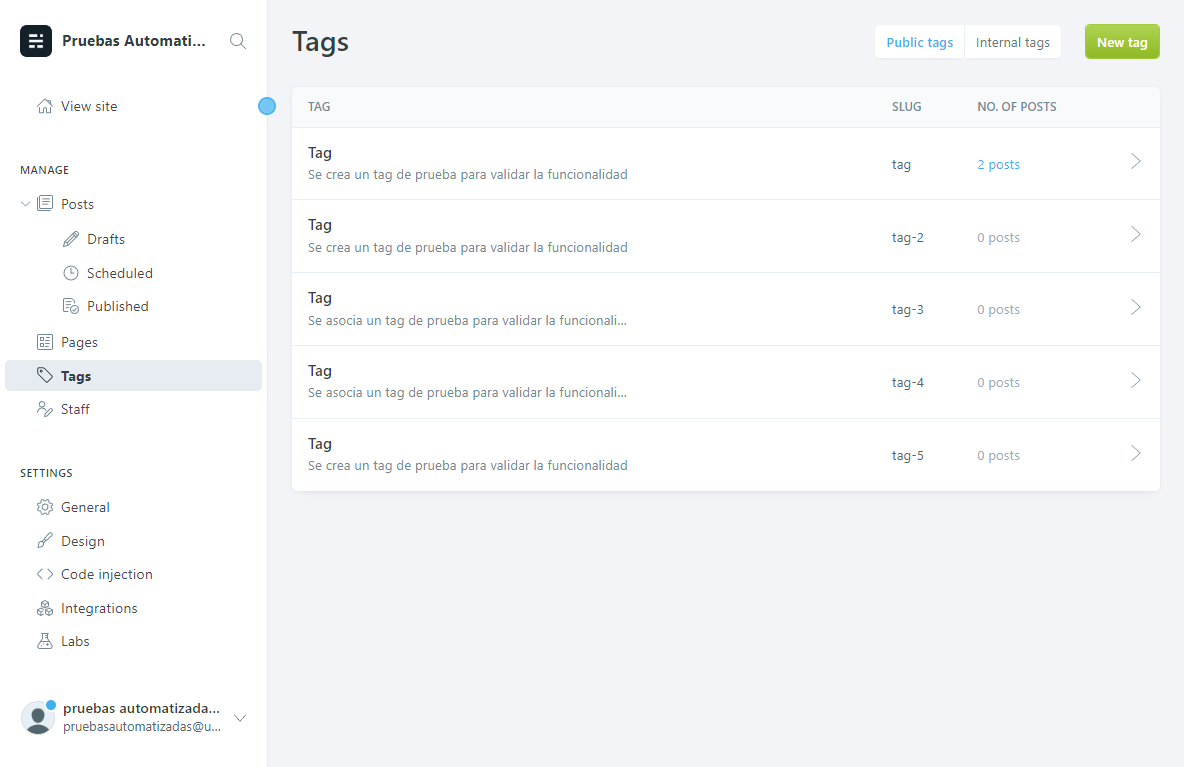 Pruebas Automati...
View site
MANAGE
Posts
Drafts
Scheduled
Published
Pages
Tags
Staff
SETTINGS
General
Design
Code injection
Integrations
Labs
pruebas automatizada...
pruebasautomatizadas@u...
Tags
Public tags
Internal tags
New tag
TAG SLUG NO. OF POSTS
Tag
Se crea un tag de prueba para validar la funcionalidad
tag 2 posts
Tag
Se crea un tag de prueba para validar la funcionalidad
tag-2 0 posts
Tag
Se asocia un tag de prueba para validar la funcionali...
tag-3 0 posts
Tag
Se asocia un tag de prueba para validar la funcionali...
tag-4 0 posts
Tag
Se crea un tag de prueba para validar la funcionalidad
tag-5 0 posts